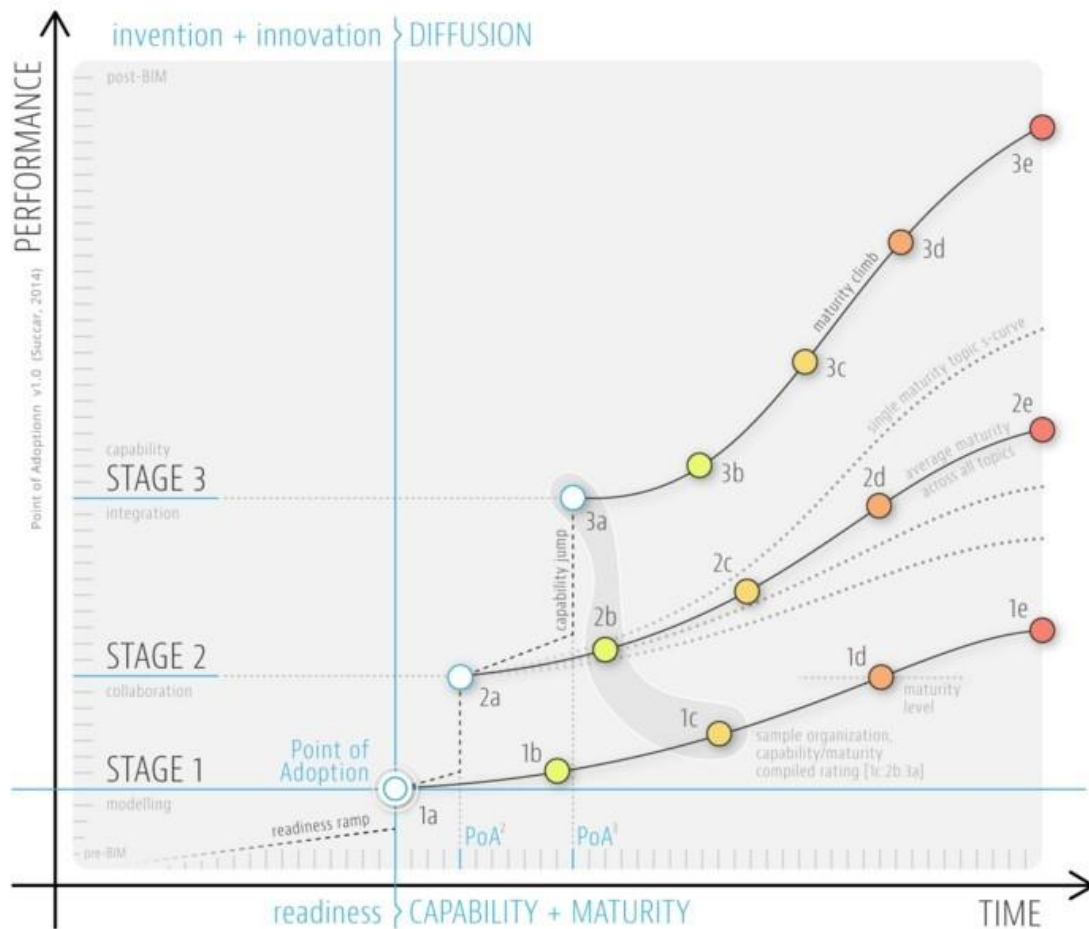 invention + innovation DIFFUSION
post-BIM
PERFORMANCE
Point of Adoptionn v1.0 (Succar, 2014)
3e
3d
maturity climb
3c
single maturity topic s-curve
2e
capability
STAGE 3
integration
3b
average maturity
across all topics
2d
3a
capability jump
2c
2b
STAGE 2
collaboration
2a
1e
1d
maturity
level
1c
sample organization,
capability/maturity
compiled rating [1c.2b.3a]
Point of
Adoption
1b
STAGE 1
modelling
1a
readiness ramp
PoA²
PoA³
pre-BIM
readiness CAPABILITY + MATURITY
TIME